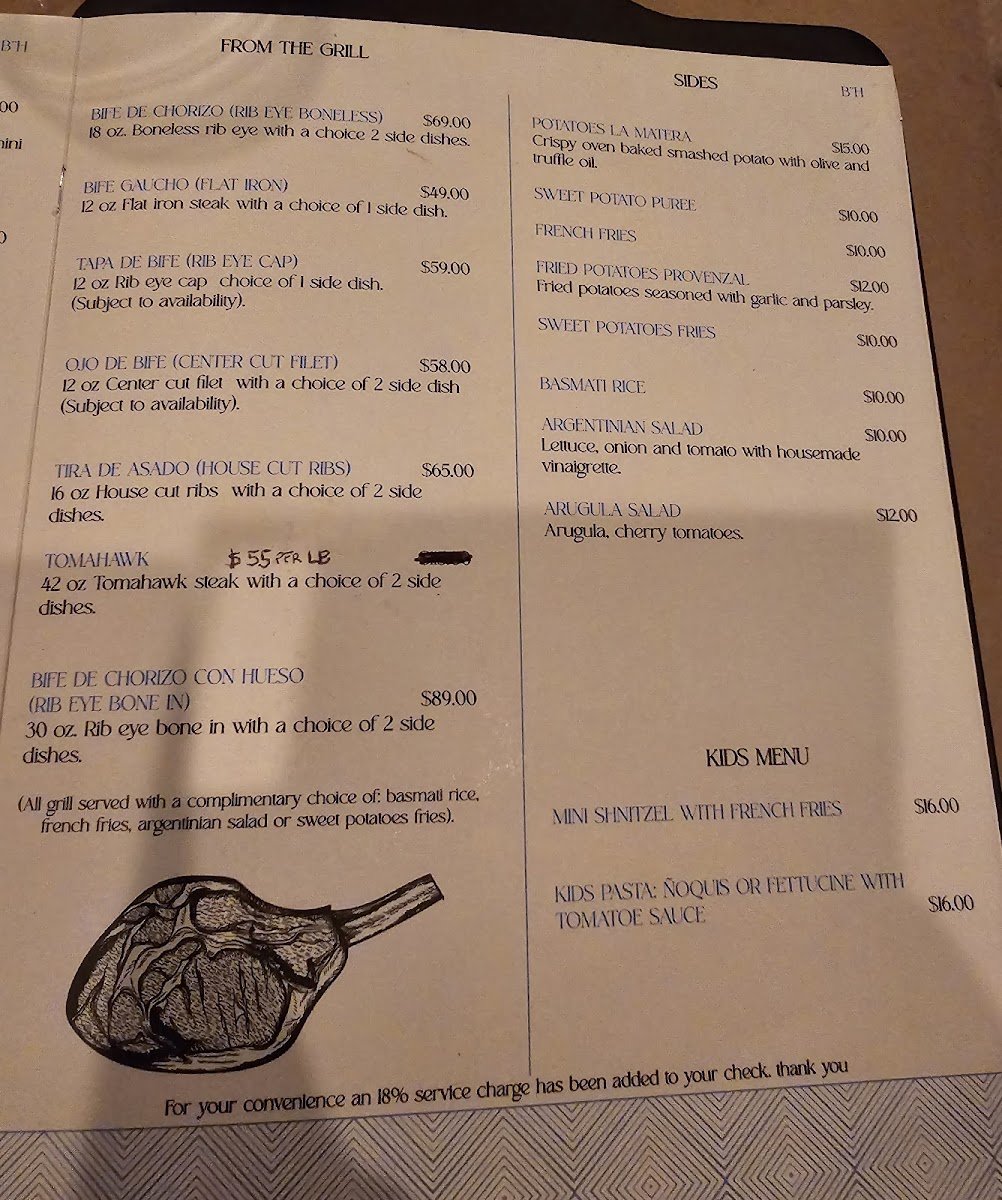 B"H
00
nini
FROM THE GRILL
BIFE DE CHORIZO (RIB EYE BONELESS) $69.00
18 oz. Boneless rib eye with a choice 2 side dishes.
BIFE GAUCHO (FLAT IRON) $49.00
12 oz Flat iron steak with a choice of 1 side dish.
TAPA DE BIFE (RIB EYE CAP) $59.00
12 oz Rib eye cap choice of 1 side dish.
(Subject to availability).
OJO DE BIFE (CENTER CUT FILET) $58.00
12 oz Center cut filet with a choice of 2 side dish
(Subject to availability).
TIRA DE ASADO (HOUSE CUT RIBS) $65.00
16 oz House cut ribs with a choice of 2 side
dishes.
TOMAHAWK $55 PER LB
42 oz Tomahawk steak with a choice of 2 side
dishes.
BIFE DE CHORIZO CON HUESO
(RIB EYE BONE IN) $89.00
30 oz. Rib eye bone in with a choice of 2 side
dishes.
(All grill served with a complimentary choice of: basmati rice,
french fries, argentinian salad or sweet potatoes fries).
SIDES
B"H
POTATOES LA MATERA $15.00
Crispy oven baked smashed potato with olive and
truffle oil.
SWEET POTATO PUREE $10.00
FRENCH FRIES $10.00
FRIED POTATOES PROVENZAL $12.00
Fried potatoes seasoned with garlic and parsley.
SWEET POTATOES FRIES $10.00
BASMATI RICE $10.00
ARGENTINIAN SALAD $10.00
Lettuce, onion and tomato with housemade
vinaigrette.
ARUGULA SALAD $12.00
Arugula, cherry tomatoes.
KIDS MENU
MINI SHNITZEL WITH FRENCH FRIES $16.00
KIDS PASTA: ÑOQUIS OR FETTUCINE WITH
TOMATOE SAUCE $16.00
For your convenience an 18% service charge has been added to your check. thank you